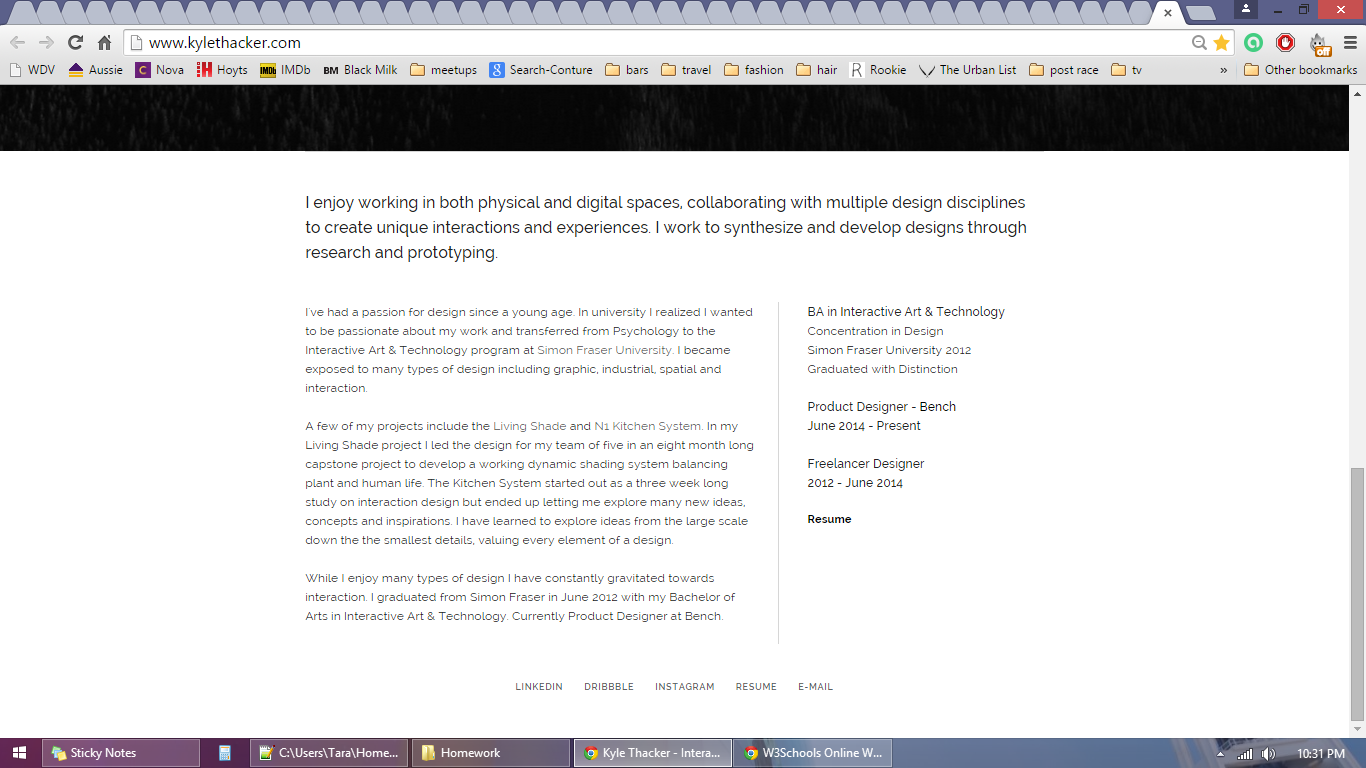 www.kylethacker.com
off
WDV Aussie Nova Hoyts IMDb Black Milk meetups Search-Conture bars travel fashion hair Rookie The Urban List post race tv » Other bookmarks
I enjoy working in both physical and digital spaces, collaborating with multiple design disciplines
to create unique interactions and experiences. I work to synthesize and develop designs through
research and prototyping.
I've had a passion for design since a young age. In university I realized I wanted
to be passionate about my work and transferred from Psychology to the
Interactive Art & Technology program at Simon Fraser University. I became
exposed to many types of design including graphic, industrial, spatial and
interaction.
A few of my projects include the Living Shade and N1 Kitchen System. In my
Living Shade project I led the design for my team of five in an eight month long
capstone project to develop a working dynamic shading system balancing
plant and human life. The Kitchen System started out as a three week long
study on interaction design but ended up letting me explore many new ideas,
concepts and inspirations. I have learned to explore ideas from the large scale
down the the smallest details, valuing every element of a design.
While I enjoy many types of design I have constantly gravitated towards
interaction. I graduated from Simon Fraser in June 2012 with my Bachelor of
Arts in Interactive Art & Technology. Currently Product Designer at Bench.
BA in Interactive Art & Technology
Concentration in Design
Simon Fraser University 2012
Graduated with Distinction
Product Designer - Bench
June 2014 - Present
Freelancer Designer
2012 - June 2014
Resume
LINKEDIN DRIBBBLE INSTAGRAM RESUME E-MAIL
Sticky Notes C:\Users\Tara\Home... Homework Kyle Thacker - Intera... W3Schools Online W... 10:31 PM